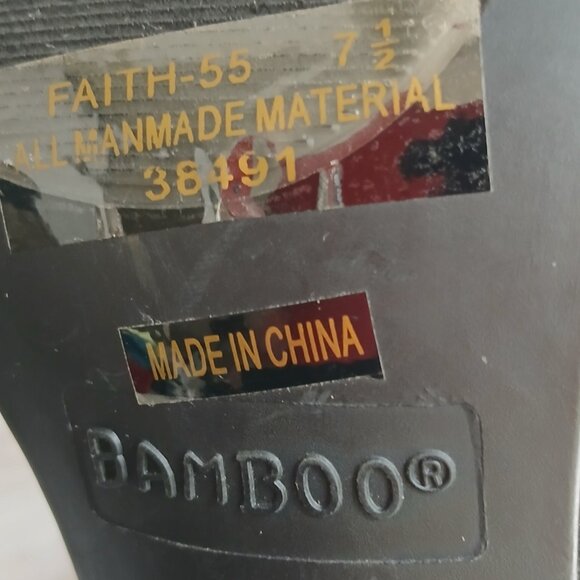 FAITH-55 7 1/2
ALL MANMADE MATERIAL
38491
MADE IN CHINA
BAMBOO®